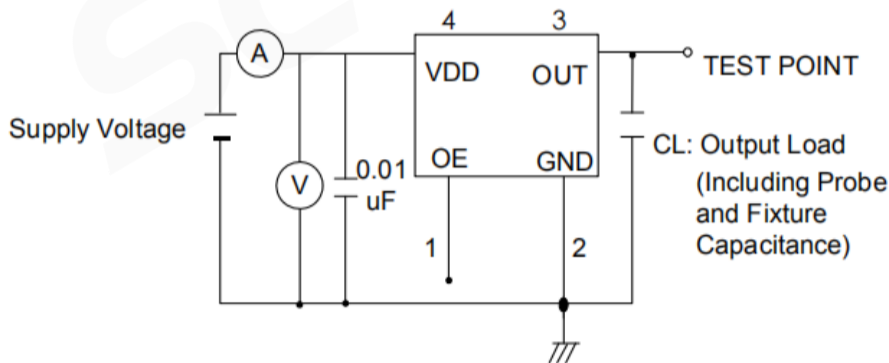 4 3
A
VDD OUT
TEST POINT
Supply Voltage
V
0.01
uF
OE GND
CL: Output Load
(Including Probe
and Fixture
Capacitance)
1 2